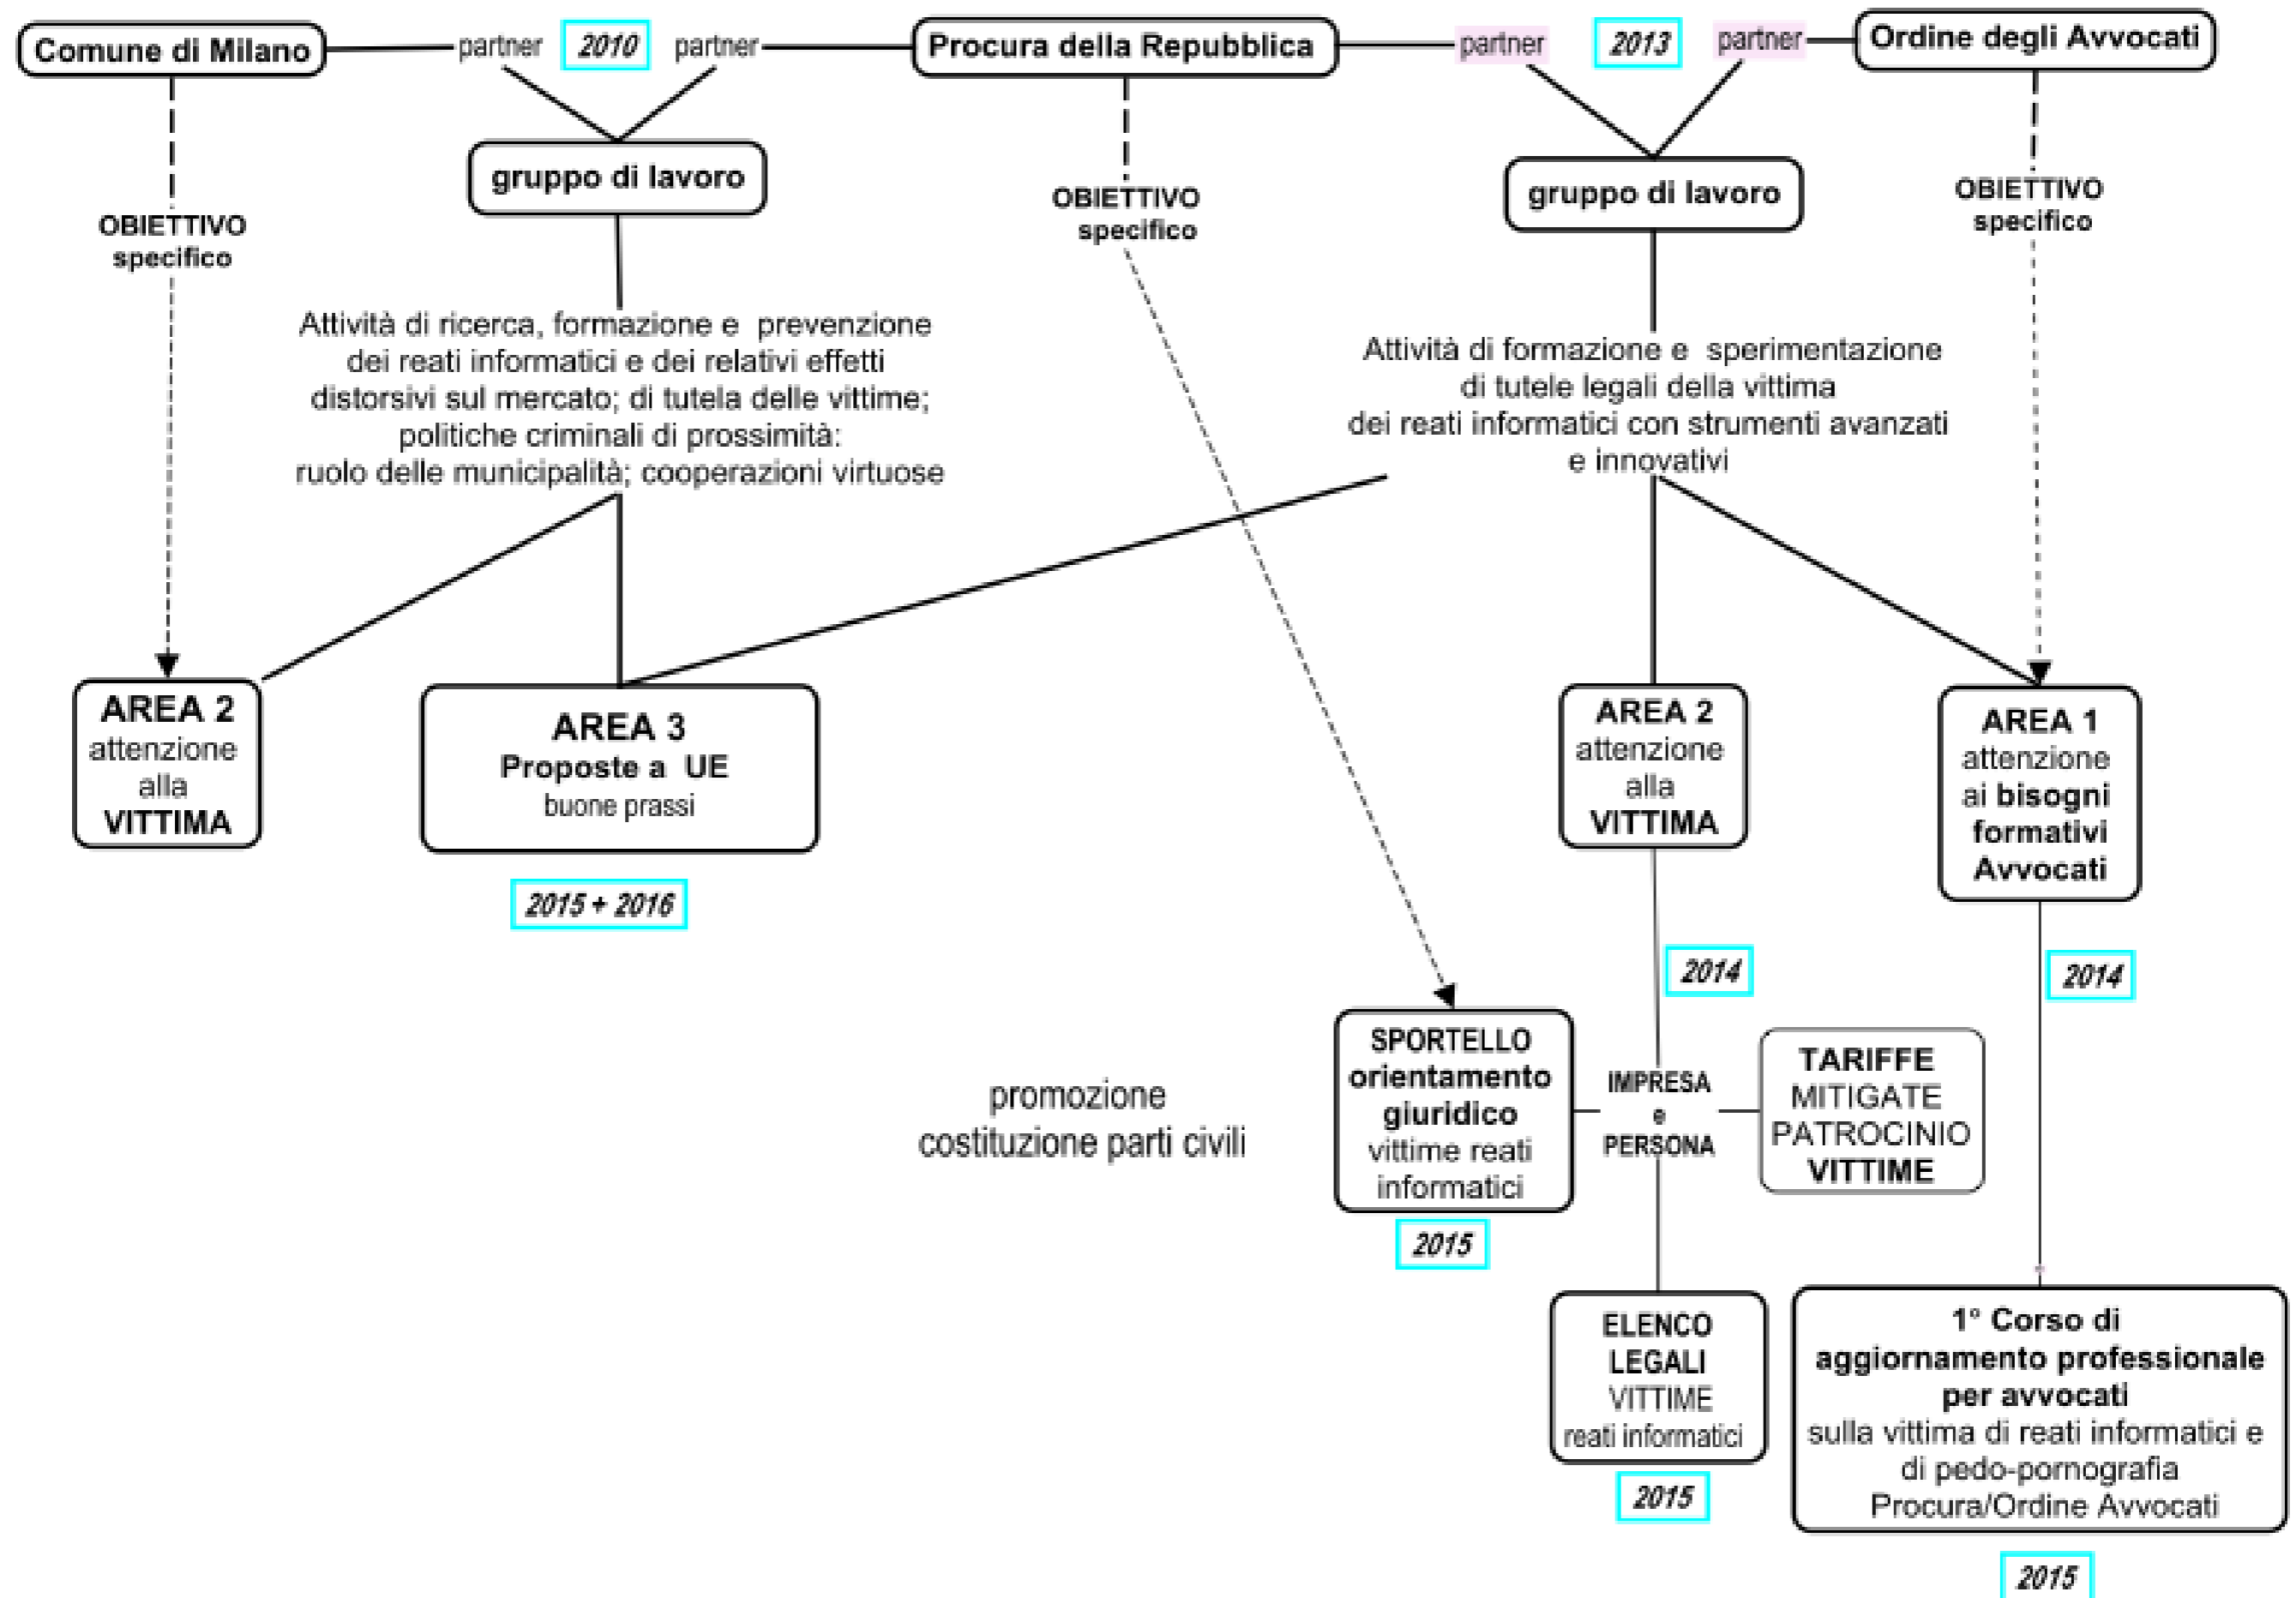 Comune di Milano
partner
2010
partner
Procura della Repubblica
partner
2013
partner
Ordine degli Avvocati
gruppo di lavoro
gruppo di lavoro
OBIETTIVO
specifico
OBIETTIVO
specifico
OBIETTIVO
specifico
Attività di ricerca, formazione e prevenzione
dei reati informatici e dei relativi effetti
distorsivi sul mercato; di tutela delle vittime;
politiche criminali di prossimità:
ruolo delle municipalità; cooperazioni virtuose
Attività di formazione e sperimentazione
di tutele legali della vittima
dei reati informatici con strumenti avanzati
e innovativi
AREA 2
attenzione
alla
VITTIMA
AREA 3
Proposte a UE
buone prassi
2015 + 2016
AREA 2
attenzione
alla
VITTIMA
AREA 1
attenzione
ai bisogni
formativi
Avvocati
2014
2014
promozione
costituzione parti civili
SPORTELLO
orientamento
giuridico
vittime reati
informatici
2015
IMPRESA
e
PERSONA
TARIFFE
MITIGATE
PATROCINIO
VITTIME
ELENCO
LEGALI
VITTIME
reati informatici
2015
1° Corso di
aggiornamento professionale
per avvocati
sulla vittima di reati informatici e
di pedo-pornografia
Procura/Ordine Avvocati
2015